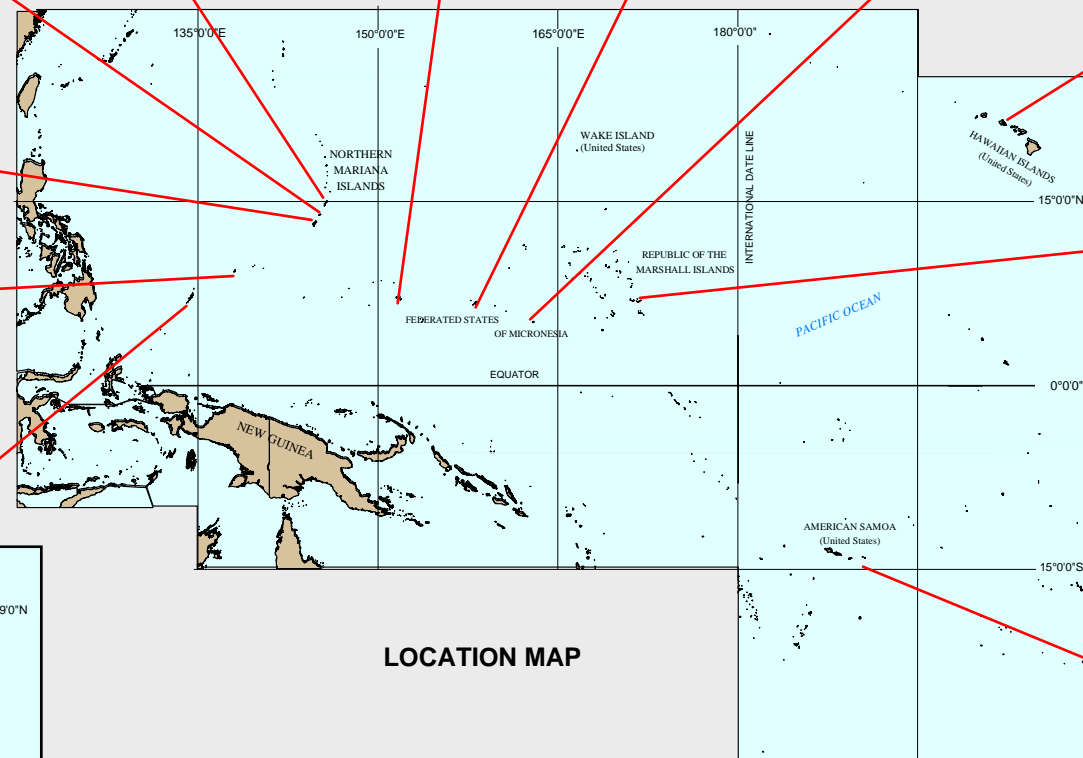 135°0'0"E
150°0'0"E
165°0'0"E
180°0'0"
WAKE ISLAND
(United States)
HAWAIIAN ISLANDS
(United States)
NORTHERN
MARIANA
ISLANDS
INTERNATIONAL DATE LINE
15°0'0"N
REPUBLIC OF THE
MARSHALL ISLANDS
PACIFIC OCEAN
FEDERATED STATES
OF MICRONESIA
EQUATOR
0°0'0"
NEW GUINEA
AMERICAN SAMOA
(United States)
15°0'0"S
9'0"N
LOCATION MAP